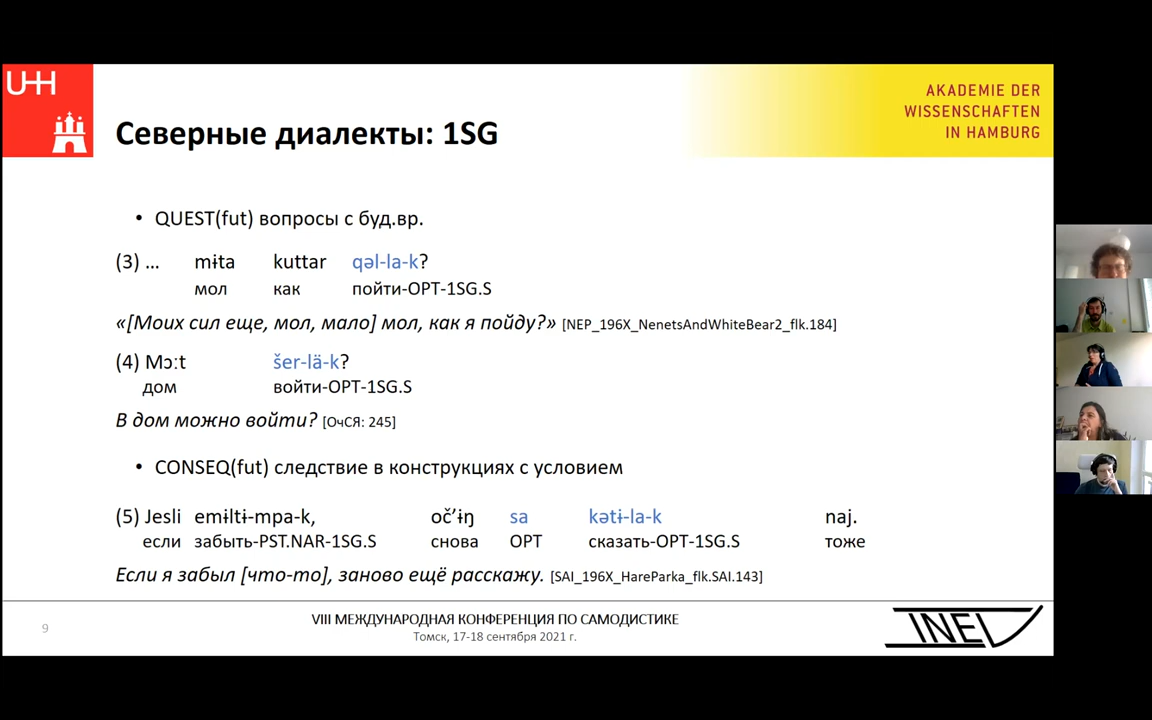 UHH
AKADEMIE DER
WISSENSCHAFTEN
IN HAMBURG
Северные диалекты: 1SG
• QUEST(fut) вопросы с буд.вр.
(3) ... mɨta kuttar qəl-la-k?
мол как пойти-OPT-1SG.S
«[Моих сил еще, мол, мало] мол, как я пойду?» [NEP_196X_NenetsAndWhiteBear2_flk.184]
(4) Mɔːt šer-lä-k?
дом войти-OPT-1SG.S
В дом можно войти? [ОчСЯ: 245]
• CONSEQ(fut) следствие в конструкциях с условием
(5) Jesli emɨltɨ-mpa-k, oč’ɨŋ sa kətɨ-la-k naj.
если забыть-PST.NAR-1SG.S снова OPT сказать-OPT-1SG.S тоже
Если я забыл [что-то], заново ещё расскажу. [SAI_196X_HareParka_flk.SAI.143]
9
VIII МЕЖДУНАРОДНАЯ КОНФЕРЕНЦИЯ ПО САМОДИСТИКЕ
Томск, 17-18 сентября 2021 г.
INEL